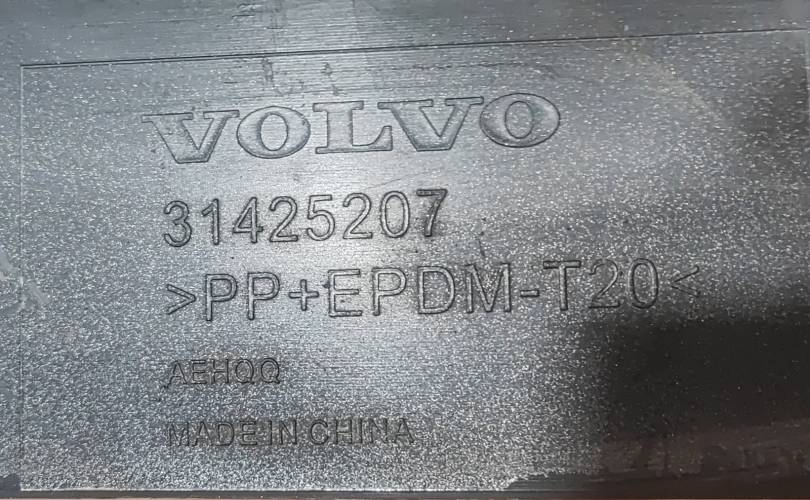 VOLVO
31425207
>PP+EPDM-T20<
AEHQQ
MADE IN CHINA